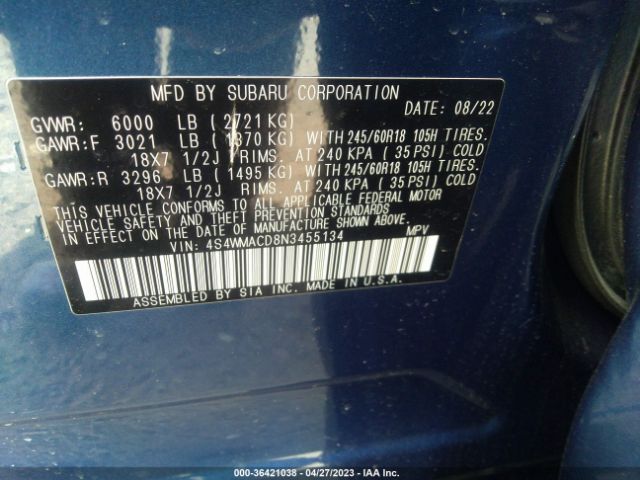 MFD BY SUBARU CORPORATION
DATE: 08/22
GVWR: 6000 LB ( 2721 KG)
GAWR:F 3021 LB ( 1370 KG) WITH 245/60R18 105H TIRES.
18X7 1/2J RIMS. AT 240 KPA ( 35 PSI) COLD
GAWR:R 3296 LB ( 1495 KG) WITH 245/60R18 105H TIRES.
18X7 1/2J RIMS. AT 240 KPA ( 35 PSI) COLD
THIS VEHICLE CONFORMS TO ALL APPLICABLE FEDERAL MOTOR
VEHICLE SAFETY AND THEFT PREVENTION STANDARDS
IN EFFECT ON THE DATE OF MANUFACTURE SHOWN ABOVE.
VIN: 4S4WMACD8N3455134 MPV
ASSEMBLED BY SIA INC. IN U.S.A.
000-36421038 - 04/27/2023 - IAA Inc.